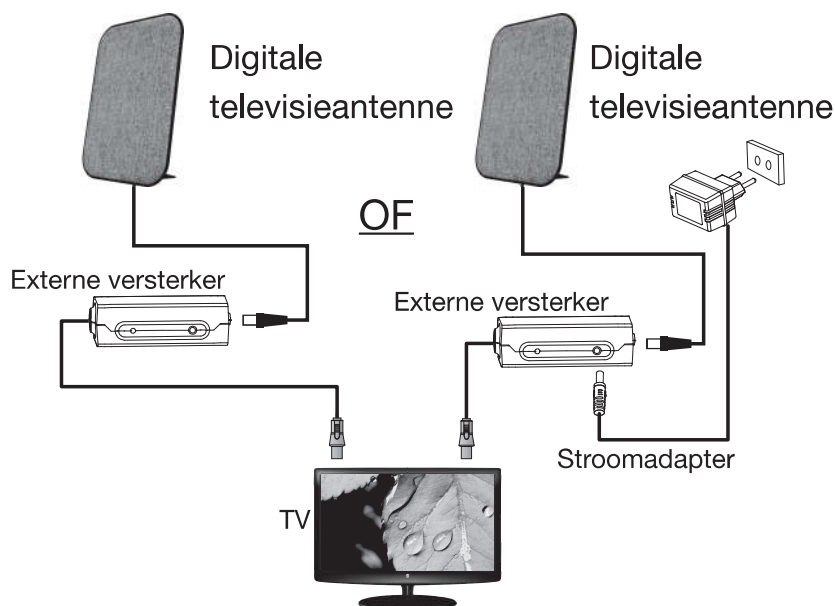 Digitale
televisieantenne
Digitale
televisieantenne
OF
Externe versterker
Externe versterker
Stroomadapter
TV